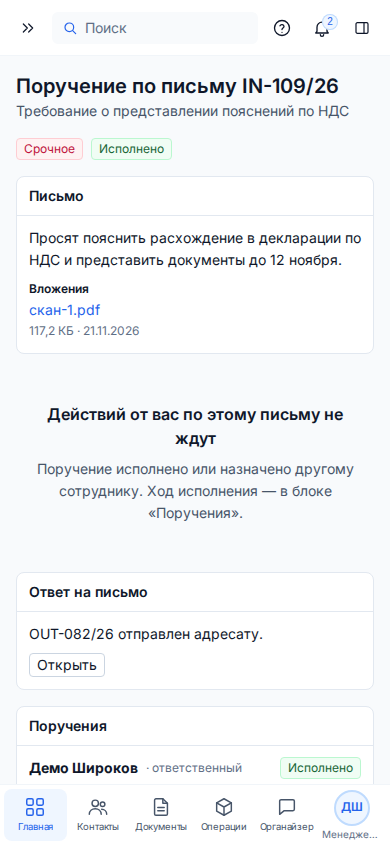 Поиск
2
Поручение по письму IN-109/26
Требование о представлении пояснений по НДС
Срочное
Исполнено
Письмо
Просят пояснить расхождение в декларации по
НДС и представить документы до 12 ноября.
Вложения
скан-1.pdf
117,2 КБ · 21.11.2026
Действий от вас по этому письму не
ждут
Поручение исполнено или назначено другому
сотруднику. Ход исполнения — в блоке
«Поручения».
Ответ на письмо
OUT-082/26 отправлен адресату.
Открыть
Поручения
Демо Широков · ответственный Исполнено
Главная
Контакты
Документы
Операции
Органайзер
ДШ
Менедже...